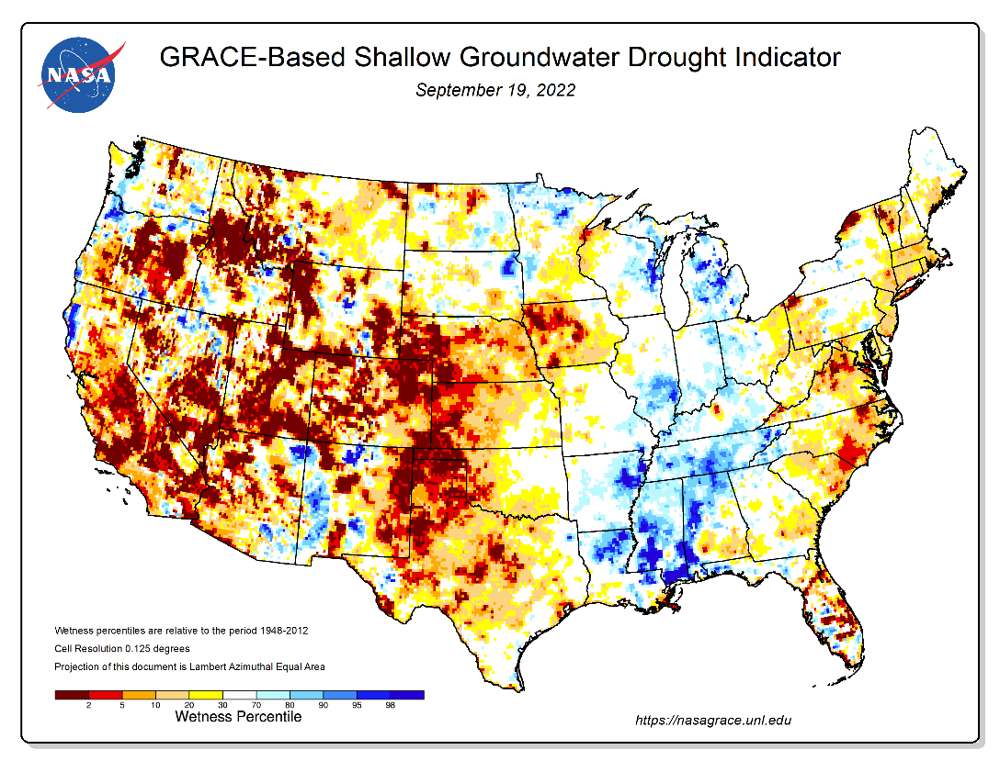 NASA
GRACE-Based Shallow Groundwater Drought Indicator
September 19, 2022
Wetness percentiles are relative to the period 1948-2012
Cell Resolution 0.125 degrees
Projection of this document is Lambert Azimuthal Equal Area
2 5 10 20 30 70 80 90 95 98
Wetness Percentile
https://nasagrace.unl.edu